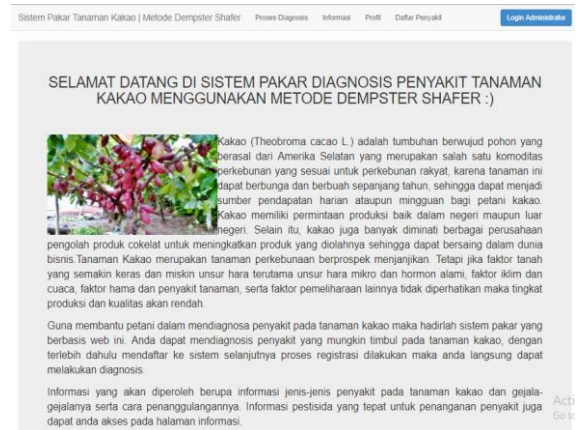 Sistem Pakar Tanaman Kakao | Metode Dempster Shafer Proses Diagnosis Informasi Profil Daftar Penyakit Login Administrator
SELAMAT DATANG DI SISTEM PAKAR DIAGNOSIS PENYAKIT TANAMAN
KAKAO MENGGUNAKAN METODE DEMPSTER SHAFER :)
Kakao (Theobroma cacao L.) adalah tumbuhan berwujud pohon yang
berasal dari Amerika Selatan yang merupakan salah satu komoditas
perkebunan yang sesuai untuk perkebunan rakyat, karena tanaman ini
dapat berbunga dan berbuah sepanjang tahun, sehingga dapat menjadi
sumber pendapatan harian ataupun mingguan bagi petani kakao.
Kakao memiliki permintaan produksi baik dalam negeri maupun luar
negeri. Selain itu, kakao juga banyak diminati berbagai perusahaan
pengolah produk cokelat untuk meningkatkan produk yang diolahnya sehingga dapat bersaing dalam dunia
bisnis.Tanaman Kakao merupakan tanaman perkebunaan berprospek menjanjikan. Tetapi jika faktor tanah
yang semakin keras dan miskin unsur hara terutama unsur hara mikro dan hormon alami, faktor iklim dan
cuaca, faktor hama dan penyakit tanaman, serta faktor pemeliharaan lainnya tidak diperhatikan maka tingkat
produksi dan kualitas akan rendah.
Guna membantu petani dalam mendiagnosa penyakit pada tanaman kakao maka hadirlah sistem pakar yang
berbasis web ini. Anda dapat mendiagnosis penyakit yang mungkin timbul pada tanaman kakao, dengan
terlebih dahulu mendaftar ke sistem selanjutnya proses registrasi dilakukan maka anda langsung dapat
melakukan diagnosis.
Informasi yang akan diperoleh berupa informasi jenis-jenis penyakit pada tanaman kakao dan gejala-
gejalanya serta cara penanggulangannya. Informasi pestisida yang tepat untuk penanganan penyakit juga
dapat anda akses pada halaman informasi.
Acti
Go to